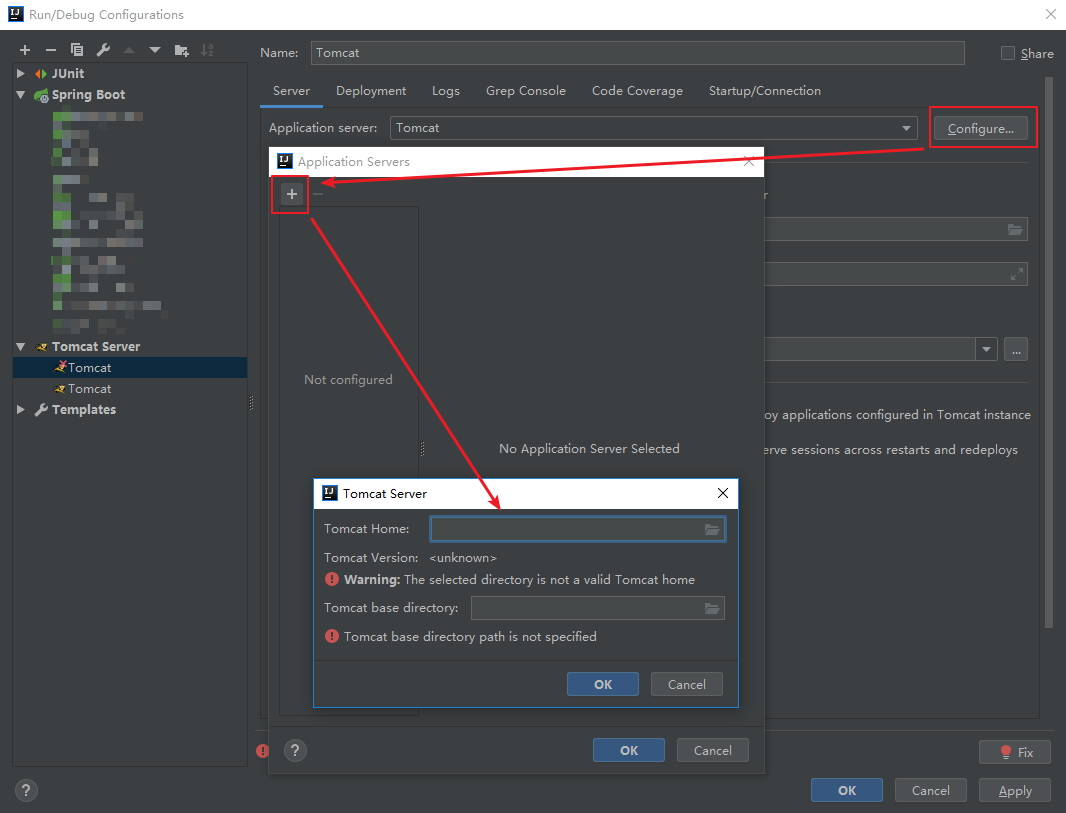 Run/Debug Configurations
Name: Tomcat
Share
JUnit
Spring Boot
Tomcat Server
Tomcat
Tomcat
Templates
Server Deployment Logs Grep Console Code Coverage Startup/Connection
Application server: Tomcat
Configure...
Application Servers
Not configured
No Application Server Selected
oy applications configured in Tomcat instance
erve sessions across restarts and redeploys
...
Tomcat Server
Tomcat Home:
Tomcat Version: <unknown>
Warning: The selected directory is not a valid Tomcat home
Tomcat base directory:
Tomcat base directory path is not specified
OK Cancel
? OK Cancel
Fix
? OK Cancel Apply